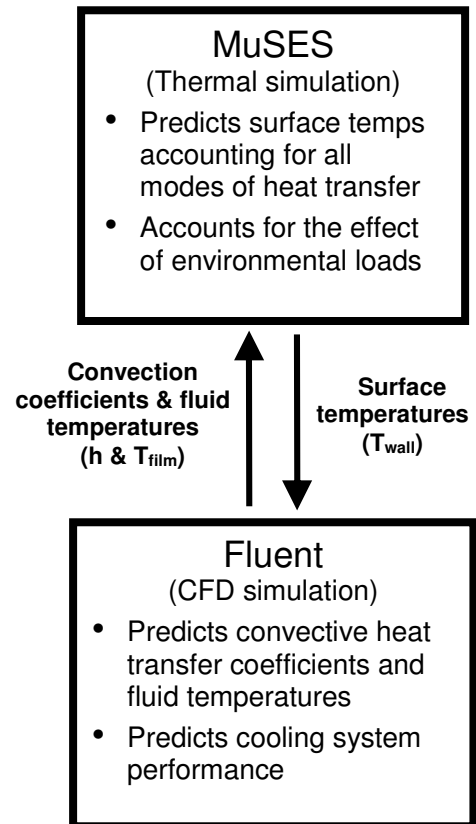 MuSES
(Thermal simulation)
• Predicts surface temps
accounting for all
modes of heat transfer
• Accounts for the effect
of environmental loads
Convection
coefficients & fluid
temperatures
(h & Tfilm)
Surface
temperatures
(Twall)
Fluent
(CFD simulation)
• Predicts convective heat
transfer coefficients and
fluid temperatures
• Predicts cooling system
performance